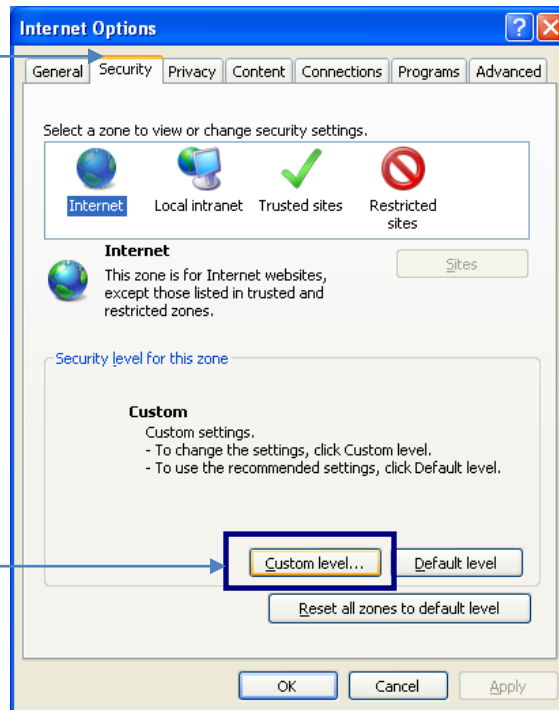 Internet Options
General Security Privacy Content Connections Programs Advanced
Select a zone to view or change security settings.
Internet Local intranet Trusted sites Restricted
sites
Internet
This zone is for Internet websites,
except those listed in trusted and
restricted zones.
Sites
Security level for this zone
Custom
Custom settings.
- To change the settings, click Custom level.
- To use the recommended settings, click Default level.
Custom level... Default level
Reset all zones to default level
OK Cancel Apply